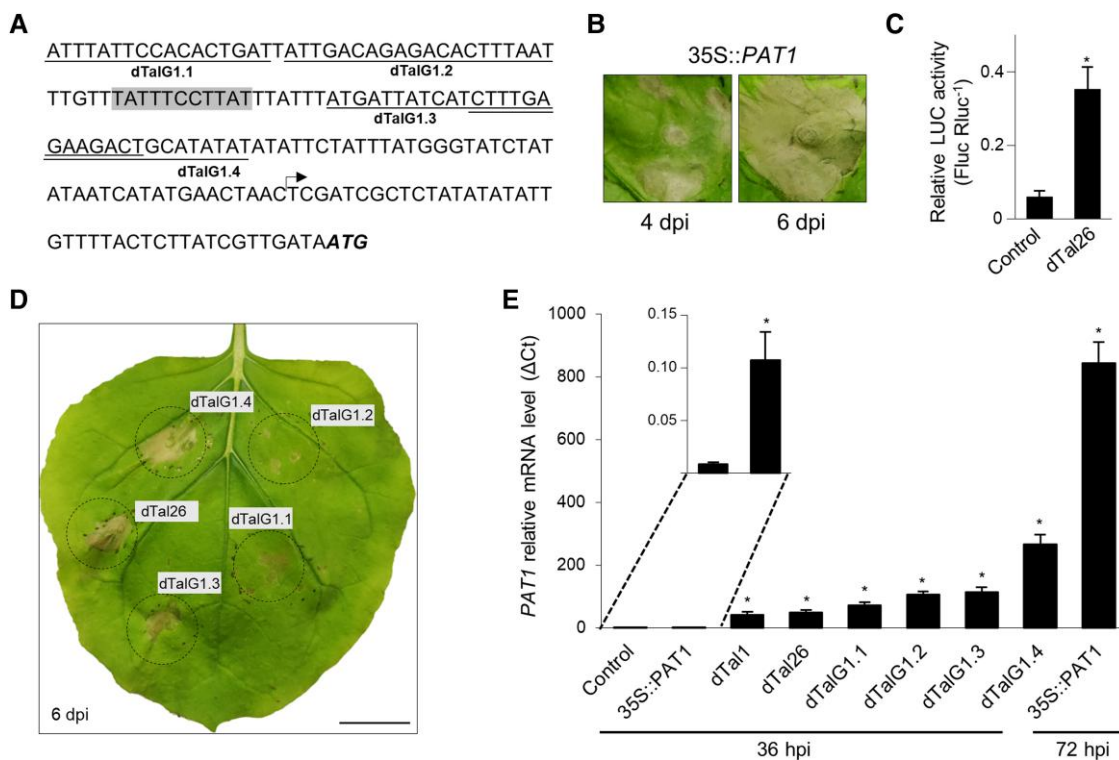 A
ATTTATTCCACACTGATTATTGACAGAGACACTTTAAT
dTalG1.1 dTalG1.2
TTGTTTATTTCCTTATTTATTTATGATTATCATCTTTGA
dTalG1.3
GAAGACTGCATATATATATTCTATTTATGGGTATCTAT
dTalG1.4
ATAATCATATGAACTAACTCGATCGCTCTATATATATT
GTTTTACTCTTATCGTTGATAATG
B
35S::PAT1
4 dpi 6 dpi
C
Relative LUC activity
(Fluc Rluc-1)
0.4
0.2
0
*
Control dTal26
D
dTalG1.4
dTalG1.2
dTal26
dTalG1.1
dTalG1.3
6 dpi
E
PAT1 relative mRNA level (ΔCt)
1000
800
600
400
200
0
0.15
0.10
0.05
*
* * * * * * *
Control 35S::PAT1 dTal1 dTal26 dTalG1.1 dTalG1.2 dTalG1.3 dTalG1.4 35S::PAT1
36 hpi 72 hpi